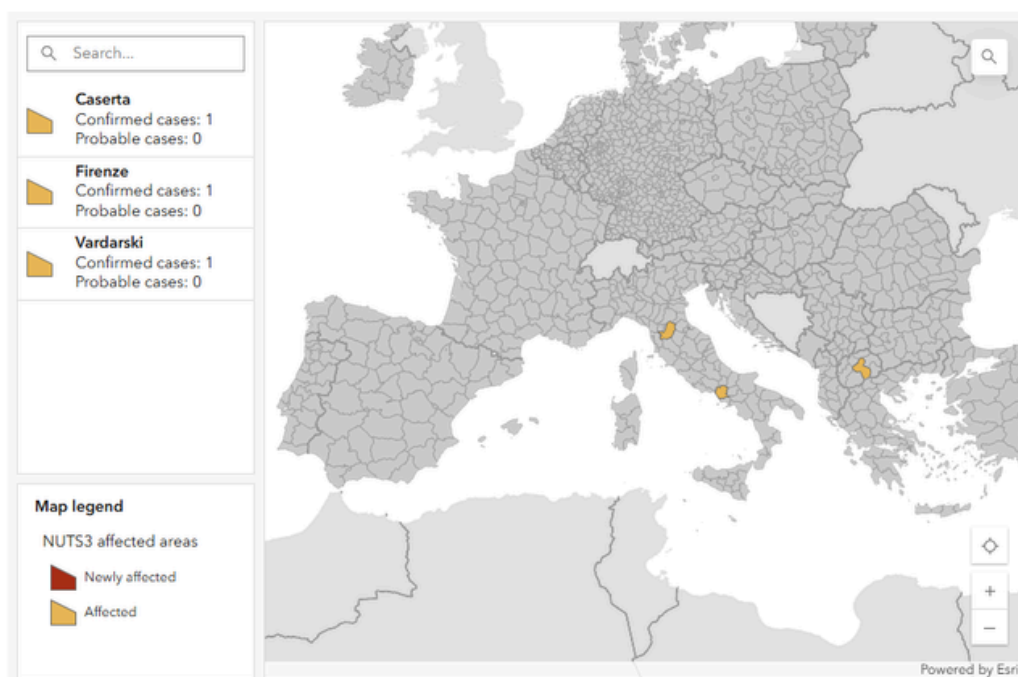 Search...
Caserta
Confirmed cases: 1
Probable cases: 0
Firenze
Confirmed cases: 1
Probable cases: 0
Vardarski
Confirmed cases: 1
Probable cases: 0
Map legend
NUTS3 affected areas
Newly affected
Affected
Powered by Esri